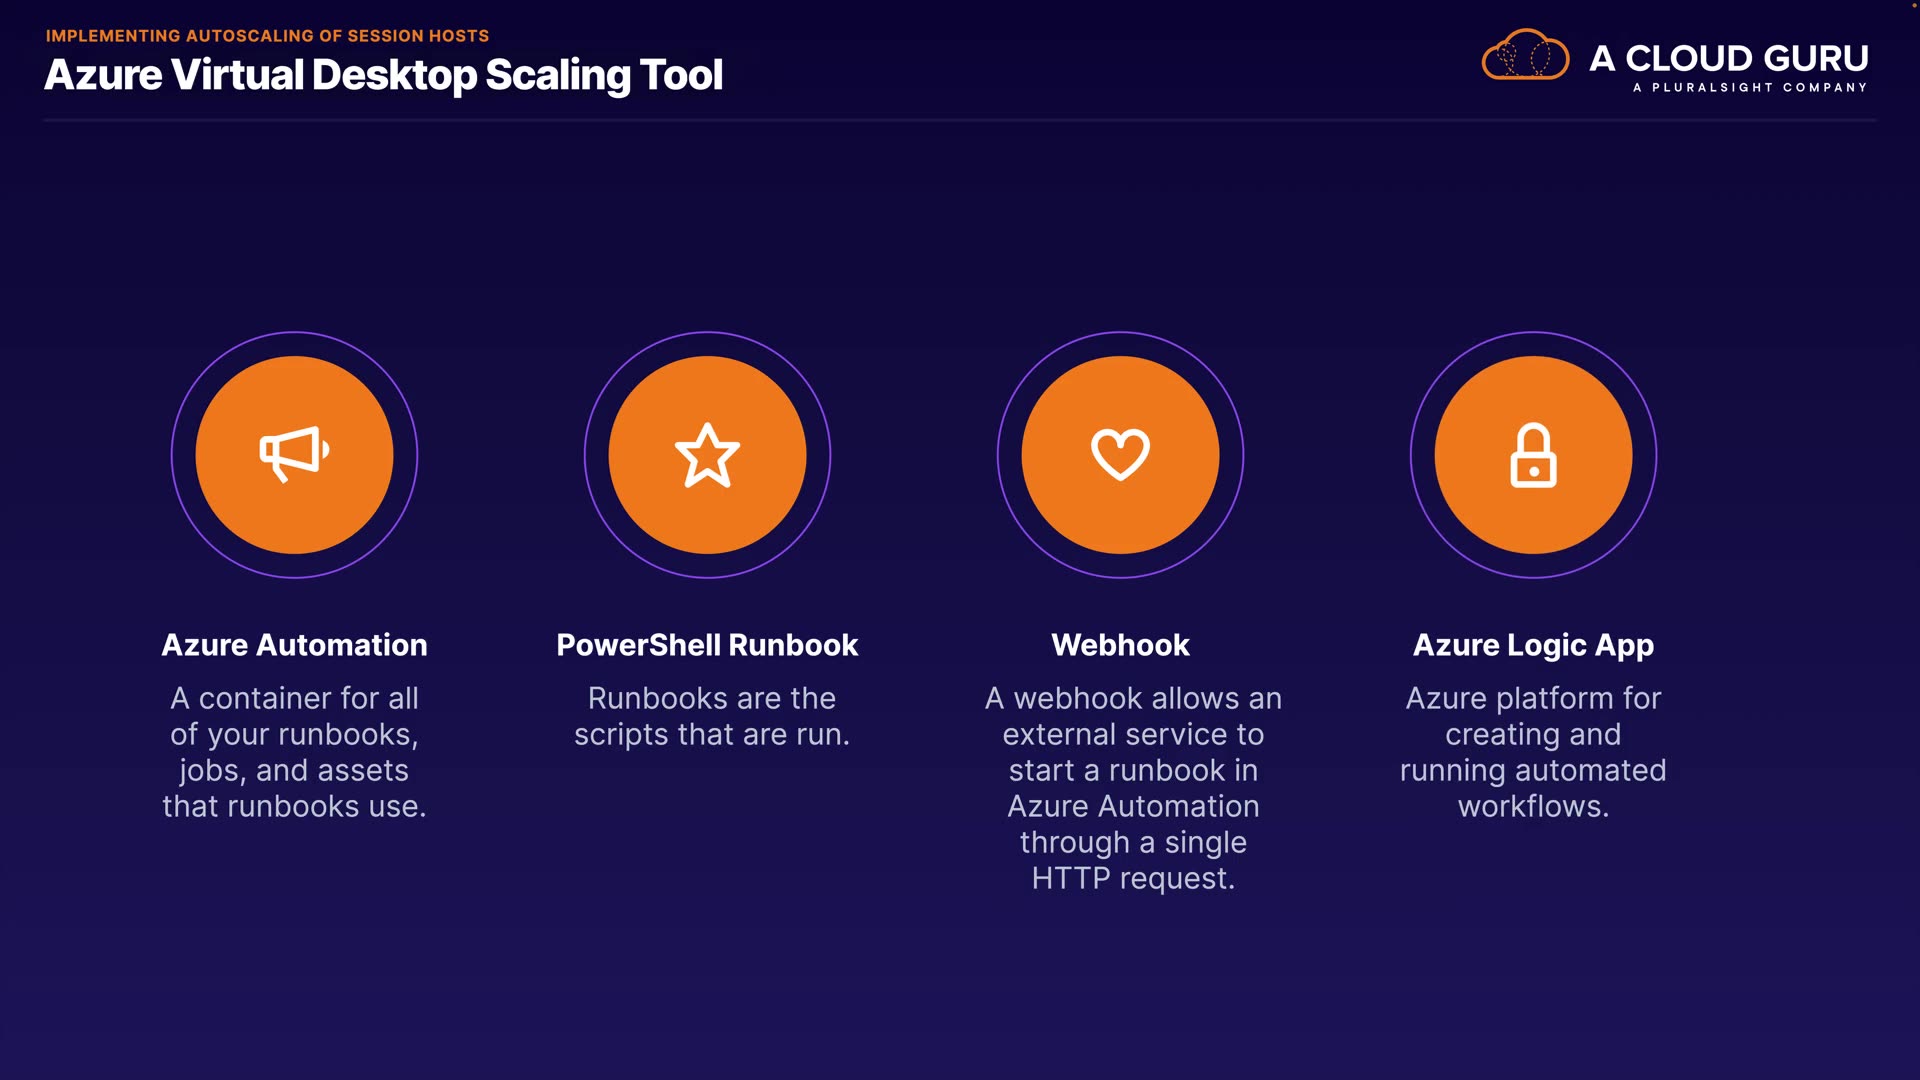 IMPLEMENTING AUTOSCALING OF SESSION HOSTS
Azure Virtual Desktop Scaling Tool
A CLOUD GURU
A PLURALSIGHT COMPANY
Azure Automation
A container for all
of your runbooks,
jobs, and assets
that runbooks use.
PowerShell Runbook
Runbooks are the
scripts that are run.
Webhook
A webhook allows an
external service to
start a runbook in
Azure Automation
through a single
HTTP request.
Azure Logic App
Azure platform for
creating and
running automated
workflows.